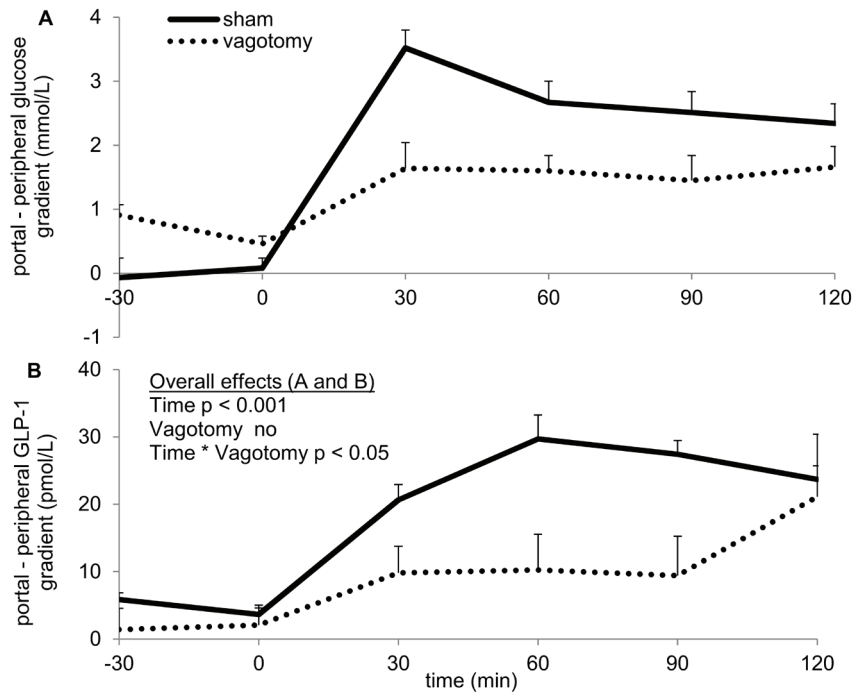 A
sham
vagotomy
portal - peripheral glucose
gradient (mmol/L)
4
3
2
1
0
-1
-30 0 30 60 90 120
B
Overall effects (A and B)
Time p < 0.001
Vagotomy no
Time * Vagotomy p < 0.05
portal - peripheral GLP-1
gradient (pmol/L)
40
30
20
10
0
-30 0 30 60 90 120
time (min)